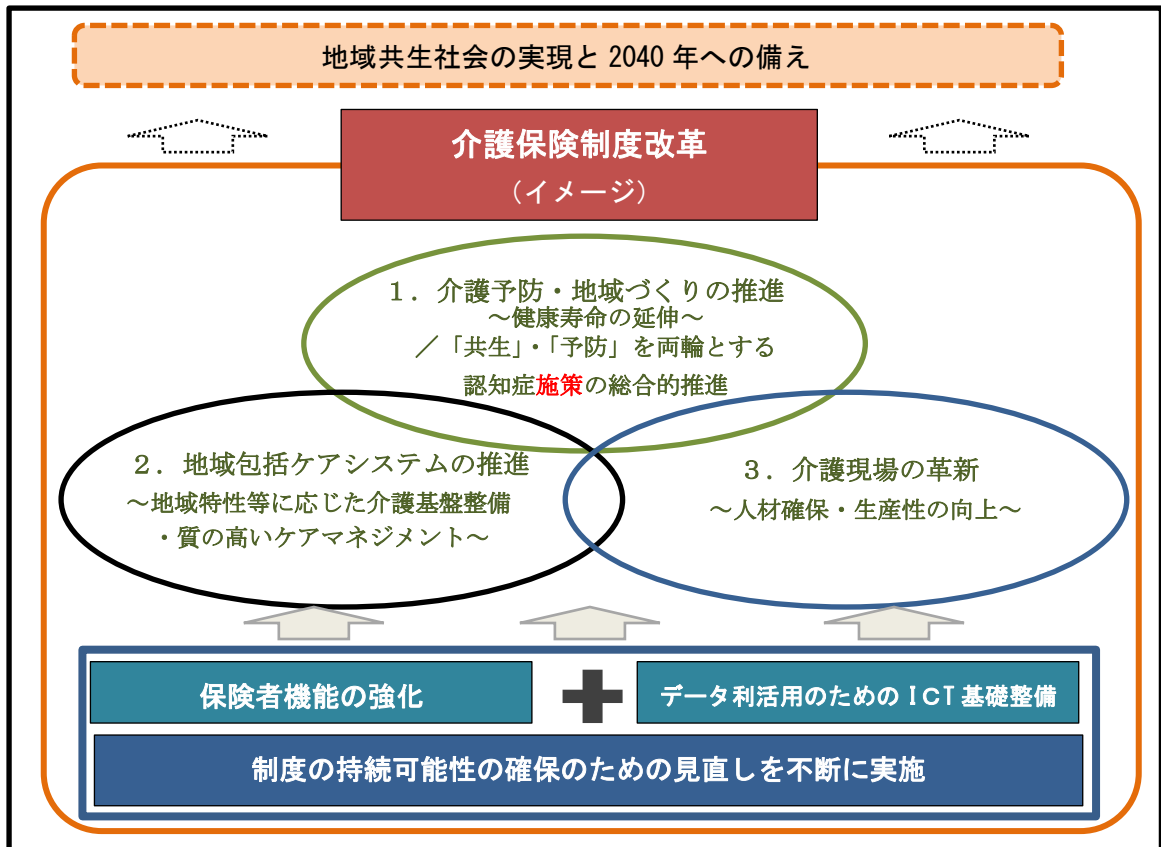 地域共生社会の実現と 2040 年への備え
介護保険制度改革
（イメージ）
１．介護予防・地域づくりの推進
～健康寿命の延伸～
／「共生」・「予防」を両輪とする
認知症施策の総合的推進
２．地域包括ケアシステムの推進
～地域特性等に応じた介護基盤整備
・質の高いケアマネジメント～
３．介護現場の革新
～人材確保・生産性の向上～
保険者機能の強化
データ利活用のための ICT 基礎整備
制度の持続可能性の確保のための見直しを不断に実施